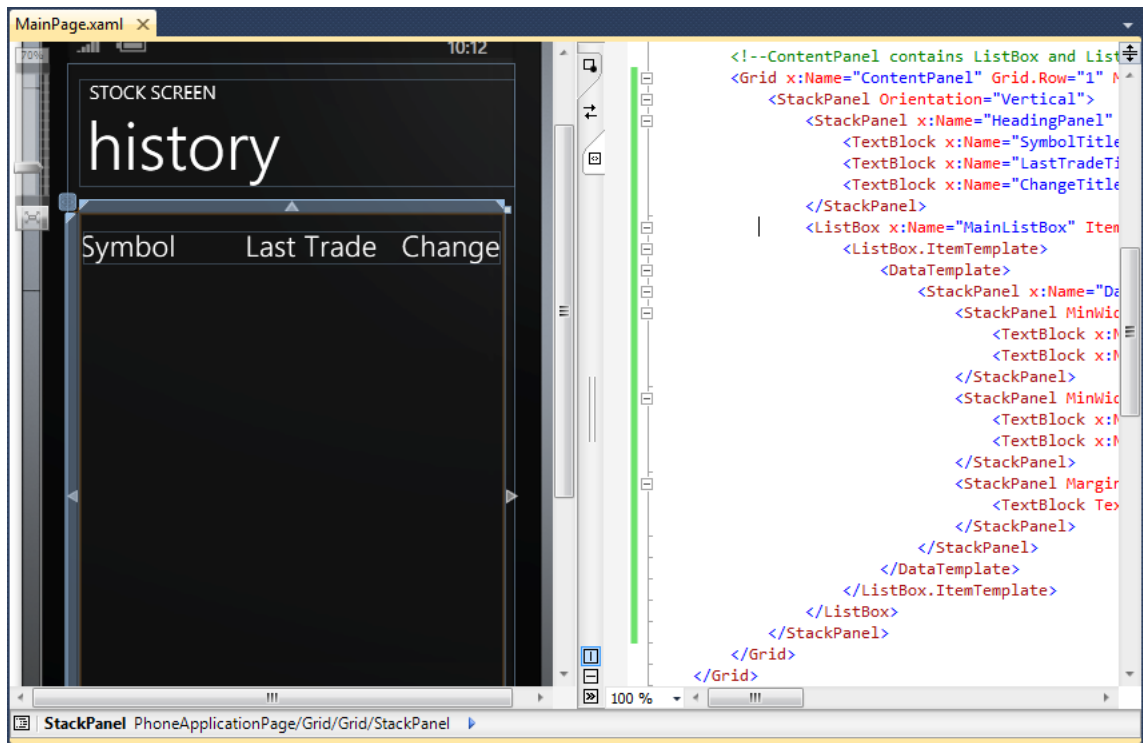 MainPage.xaml
70%
10:12
STOCK SCREEN
history
Symbol Last Trade Change
<!--ContentPanel contains ListBox and List
<Grid x:Name="ContentPanel" Grid.Row="1" M
<StackPanel Orientation="Vertical">
<StackPanel x:Name="HeadingPanel"
<TextBlock x:Name="SymbolTitle
<TextBlock x:Name="LastTradeTi
<TextBlock x:Name="ChangeTitle
</StackPanel>
<ListBox x:Name="MainListBox" Item
<ListBox.ItemTemplate>
<DataTemplate>
<StackPanel x:Name="Da
<StackPanel MinWid
<TextBlock x:N
<TextBlock x:N
</StackPanel>
<StackPanel MinWid
<TextBlock x:N
<TextBlock x:N
</StackPanel>
<StackPanel Margin
<TextBlock Tex
</StackPanel>
</StackPanel>
</DataTemplate>
</ListBox.ItemTemplate>
</ListBox>
</StackPanel>
</Grid>
</Grid>
100 %
StackPanel PhoneApplicationPage/Grid/Grid/StackPanel